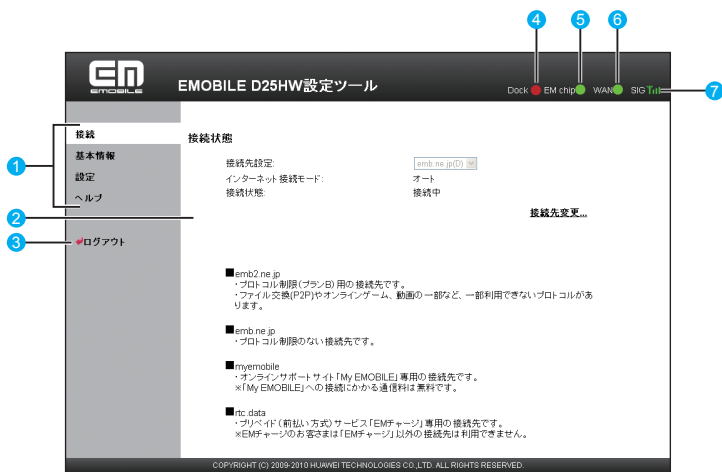 4 5 6
EM
EMOBILE
EMOBILE D25HW設定ツール
Dock EM chip WAN SIG
7
接続
接続状態
1
基本情報
接続先設定: emb.ne.jp(D)
設定
インターネット接続モード: オート
ヘルプ
接続状態: 接続中
2
接続先変更...
3
ログアウト
■emb2.ne.jp
・プロトコル制限(プランB)用の接続先です。
・ファイル交換(P2P)やオンラインゲーム、動画の一部など、一部利用できないプロトコルがあ
ります。
■emb.ne.jp
・プロトコル制限のない接続先です。
■myemobile
・オンラインサポートサイト「My EMOBILE」専用の接続先です。
※「My EMOBILE」への接続にかかる通信料は無料です。
■rtc.data
・プリペイド(前払い方式)サービス「EMチャージ」専用の接続先です。
※EMチャージのお客さまは「EMチャージ」以外の接続先は利用できません。
COPYRIGHT (C) 2009-2010 HUAWEI TECHNOLOGIES CO.,LTD. ALL RIGHTS RESERVED.